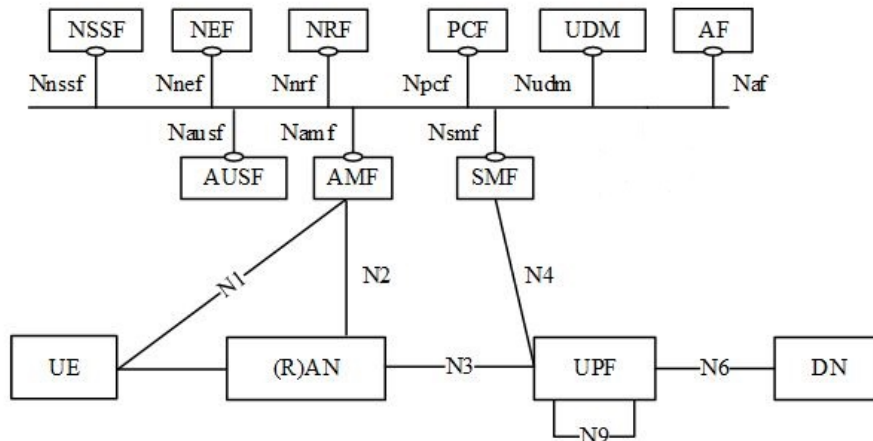 NSSF NEF NRF PCF UDM AF
Nnssf Nnef Nnrf Npcf Nudm Naf
Nausf Namf Nsmf
AUSF AMF SMF
N1 N2 N4
UE (R)AN N3 UPF N6 DN
N9